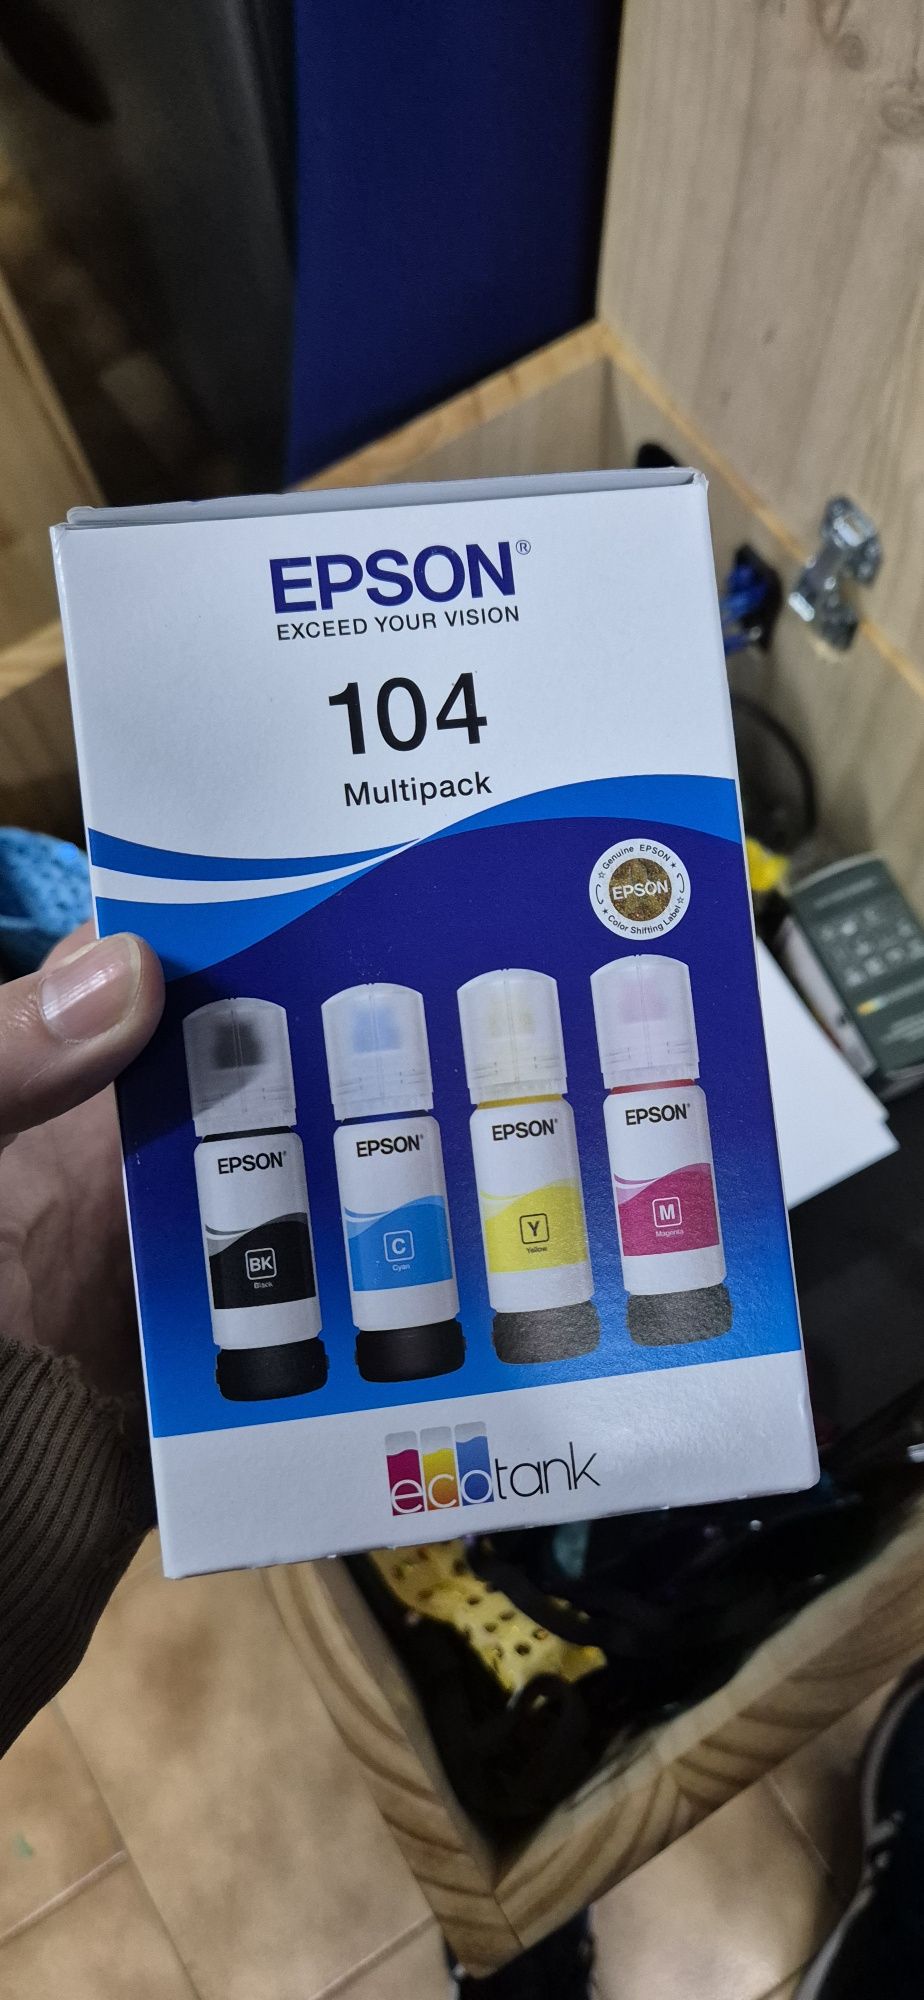 EPSON®
EXCEED YOUR VISION
104
Multipack
☆ Genuine EPSON ★
EPSON
★ Color Shifting Label ☆
EPSON®
BK
Black
EPSON®
C
Cyan
EPSON®
Y
Yellow
EPSON®
M
Magenta
ecotank